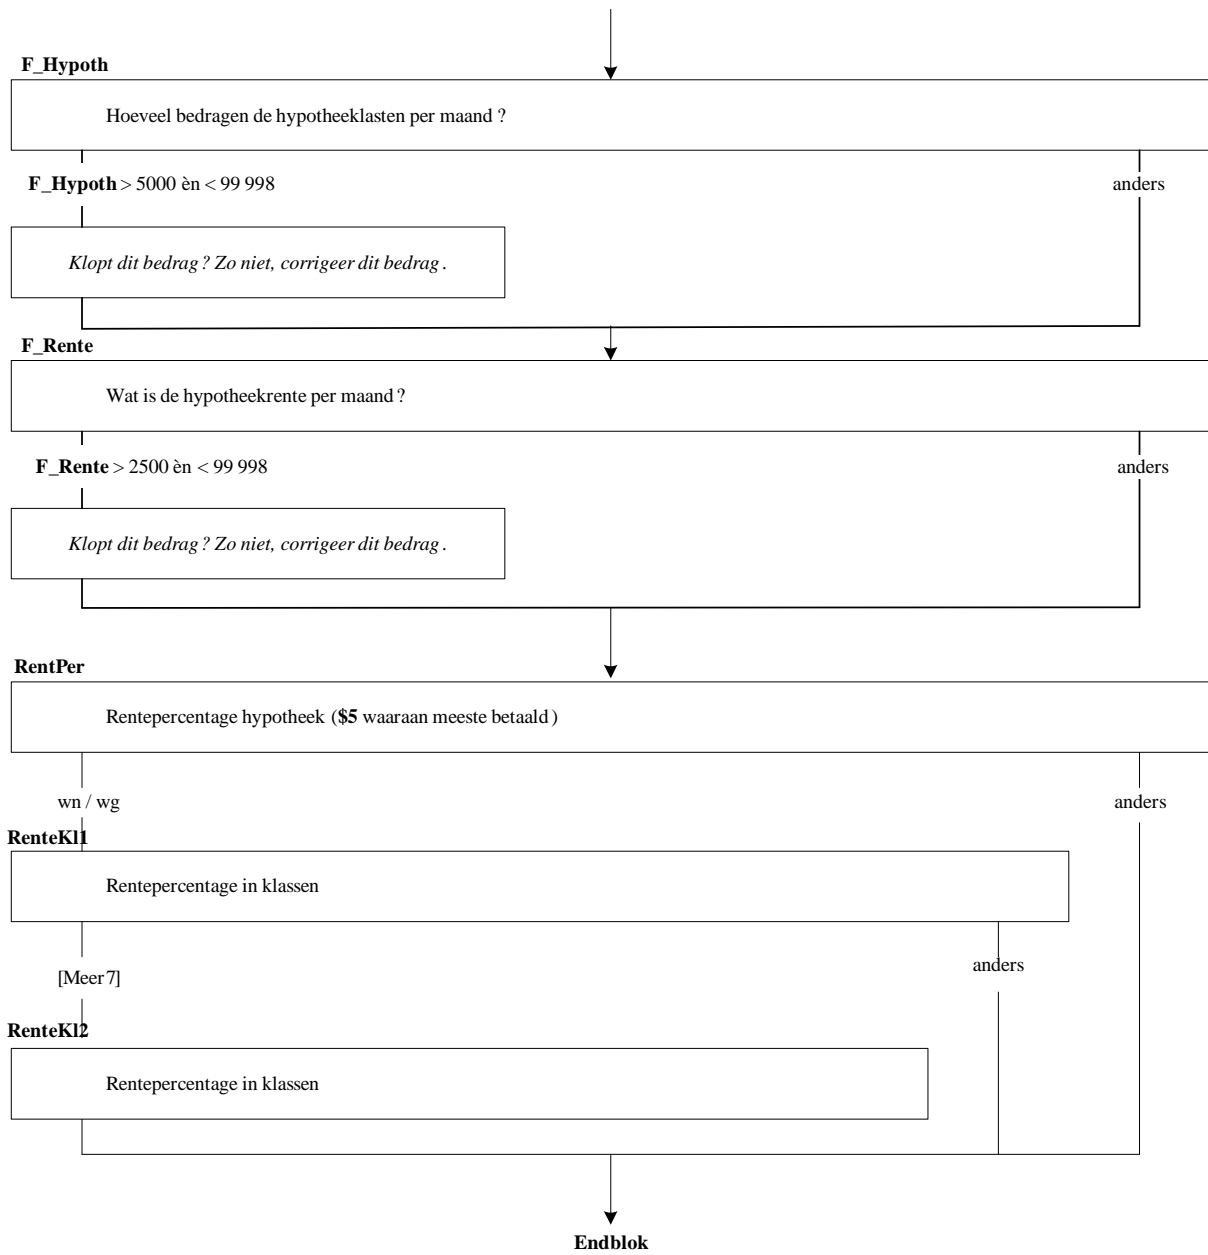 F_Hypoth
Hoeveel bedragen de hypotheeklasten per maand ?
F_Hypoth > 5000 èn < 99 998
anders
Klopt dit bedrag ? Zo niet, corrigeer dit bedrag .
F_Rente
Wat is de hypotheekrente per maand ?
F_Rente > 2500 èn < 99 998
anders
Klopt dit bedrag ? Zo niet, corrigeer dit bedrag .
RentPer
Rentepercentage hypotheek ($5 waaraan meeste betaald )
wn / wg
anders
RenteKl1
Rentepercentage in klassen
[Meer7]
anders
RenteKl2
Rentepercentage in klassen
Endblok